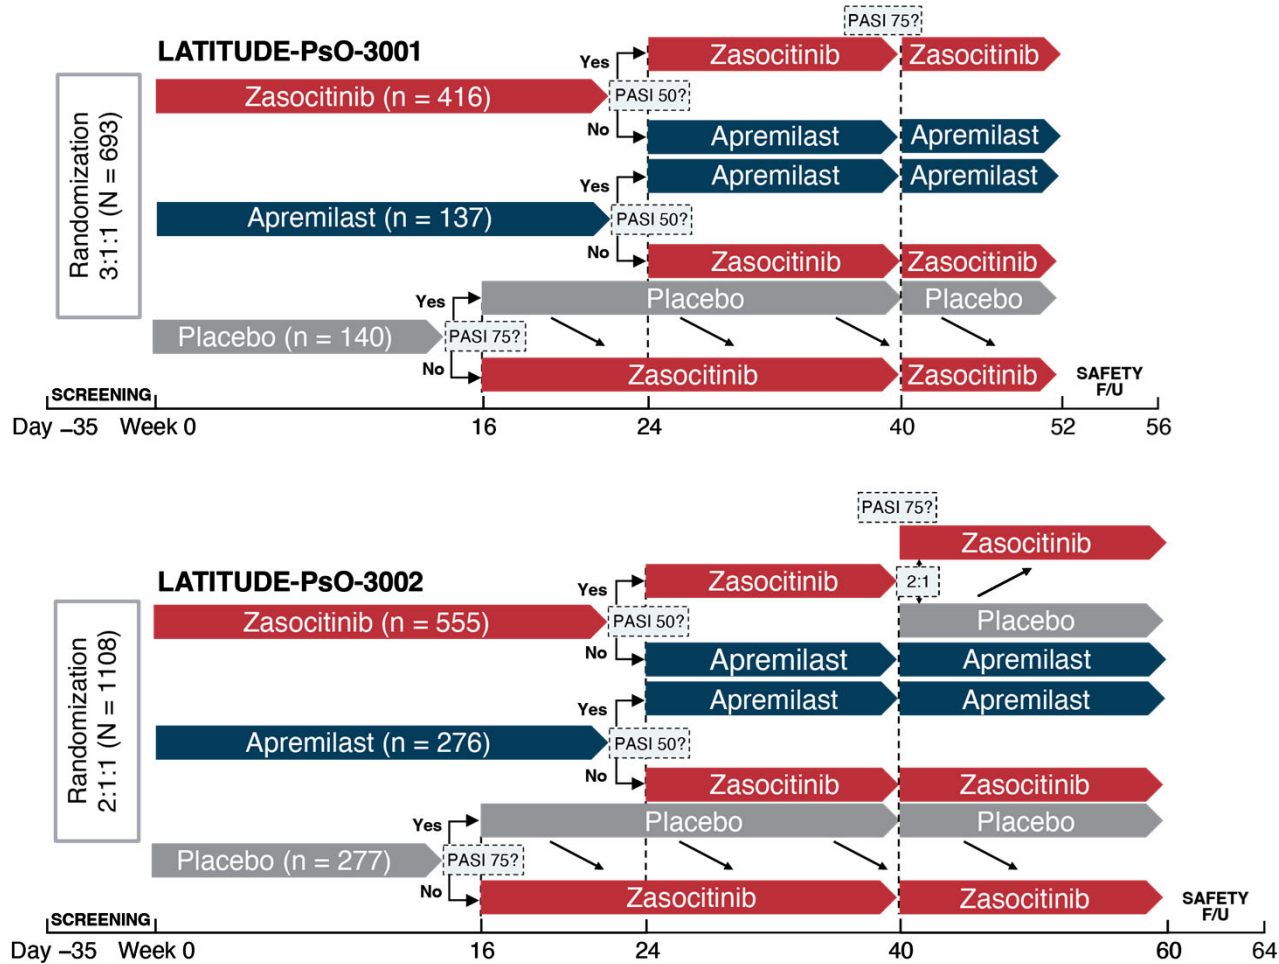 PASI 75?
LATITUDE-PsO-3001
Yes
Zasocitinib
Zasocitinib
Zasocitinib (n = 416)
PASI 50?
No
Apremilast
Apremilast
Randomization
3:1:1 (N = 693)
Yes
Apremilast
Apremilast
Apremilast (n = 137)
PASI 50?
No
Zasocitinib
Zasocitinib
Yes
Placebo
Placebo
Placebo (n = 140)
PASI 75?
No
Zasocitinib
Zasocitinib
SCREENING
SAFETY
F/U
Day –35
Week 0
16
24
40
52
56
PASI 75?
Zasocitinib
LATITUDE-PsO-3002
Yes
Zasocitinib
2:1
Zasocitinib (n = 555)
PASI 50?
Placebo
No
Apremilast
Apremilast
Randomization
2:1:1 (N = 1108)
Yes
Apremilast
Apremilast
Apremilast (n = 276)
PASI 50?
No
Zasocitinib
Zasocitinib
Yes
Placebo
Placebo
Placebo (n = 277)
PASI 75?
No
Zasocitinib
Zasocitinib
SCREENING
SAFETY
F/U
Day –35
Week 0
16
24
40
60
64